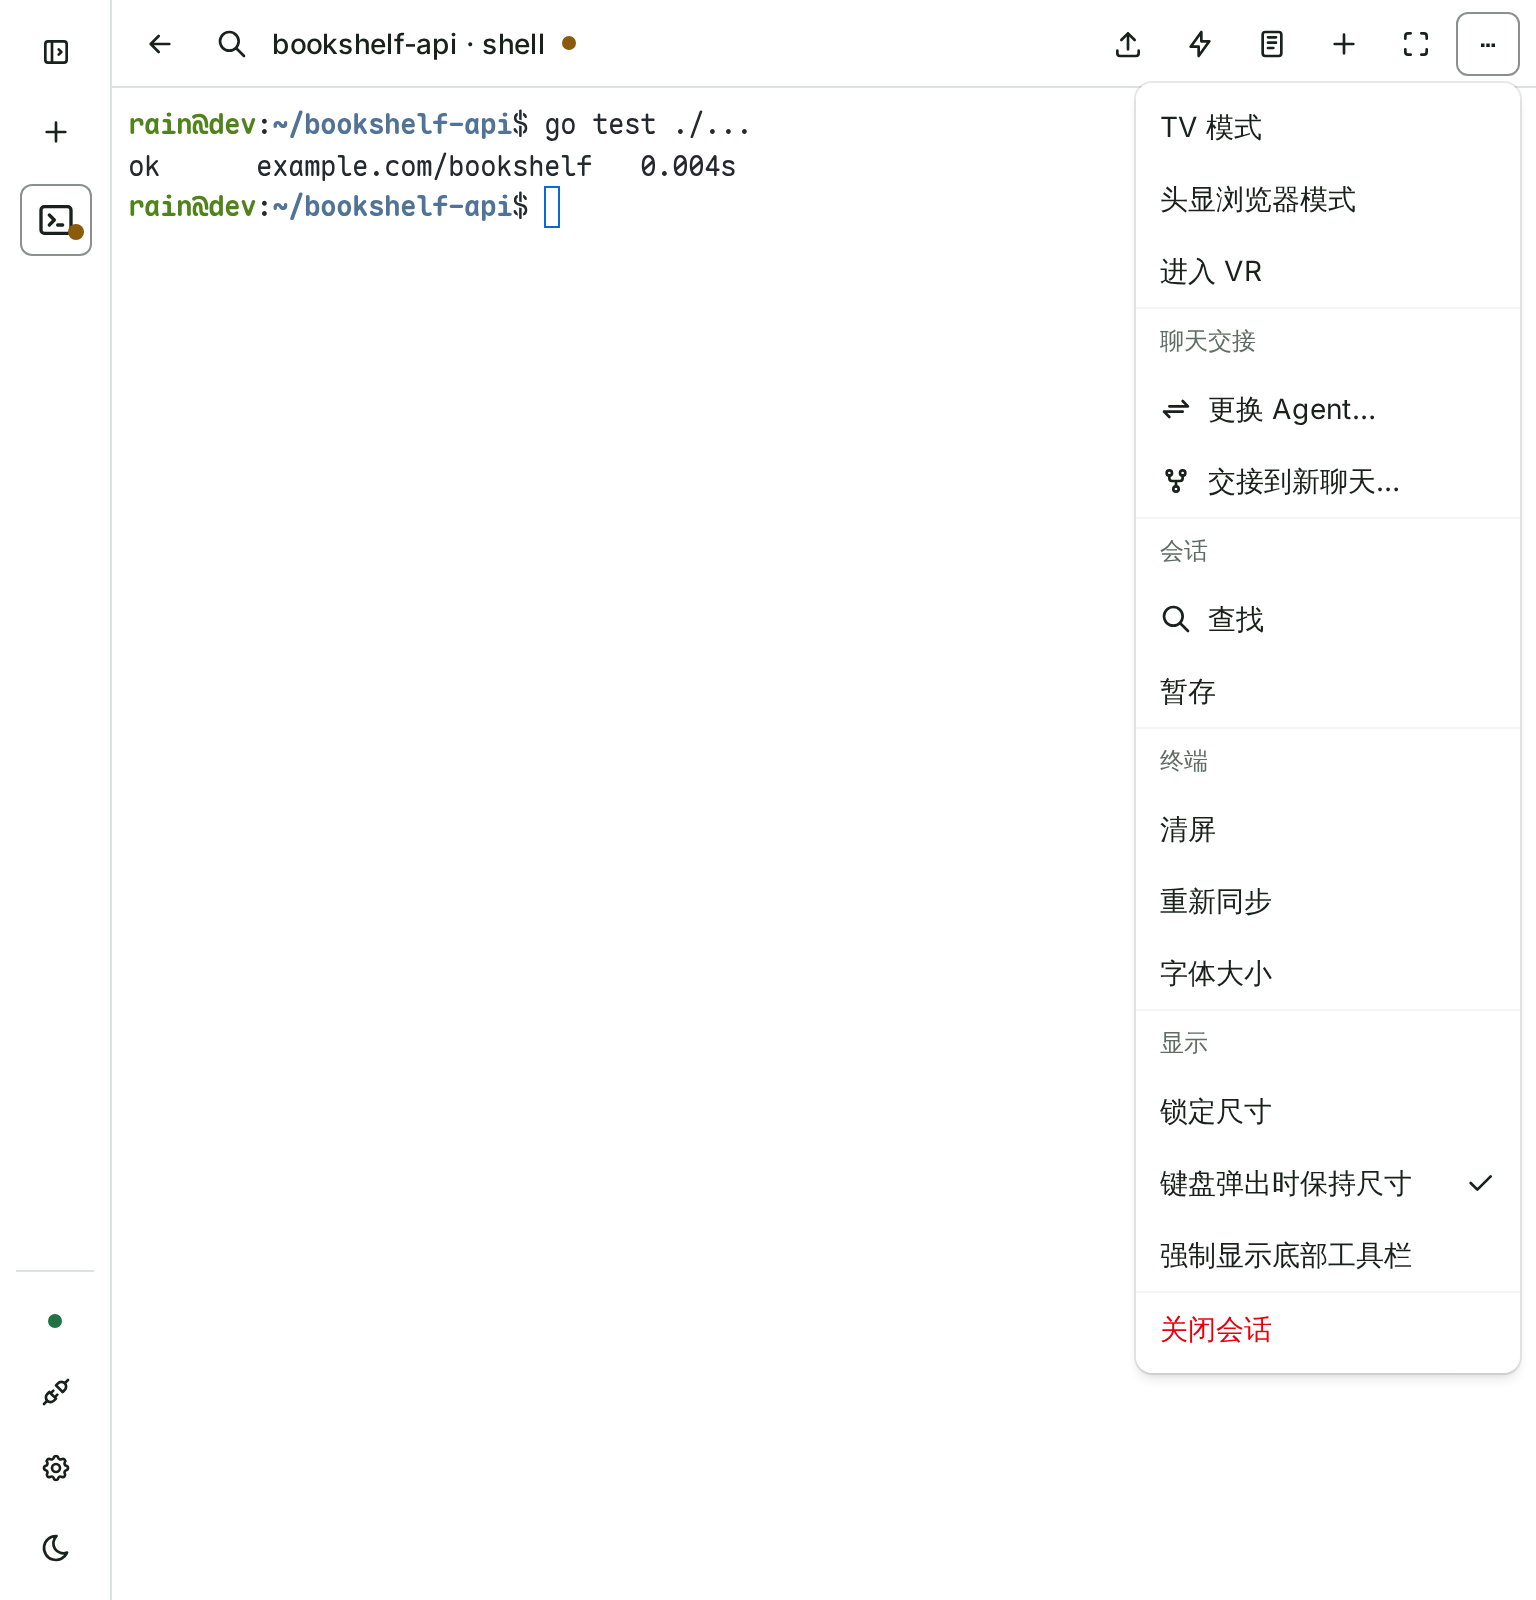 bookshelf-api · shell
rain@dev:~/bookshelf-api$ go test ./...
ok      example.com/bookshelf   0.004s
rain@dev:~/bookshelf-api$
TV 模式
头显浏览器模式
进入 VR
聊天交接
更换 Agent...
交接到新聊天...
会话
查找
暂存
终端
清屏
重新同步
字体大小
显示
锁定尺寸
键盘弹出时保持尺寸
强制显示底部工具栏
关闭会话